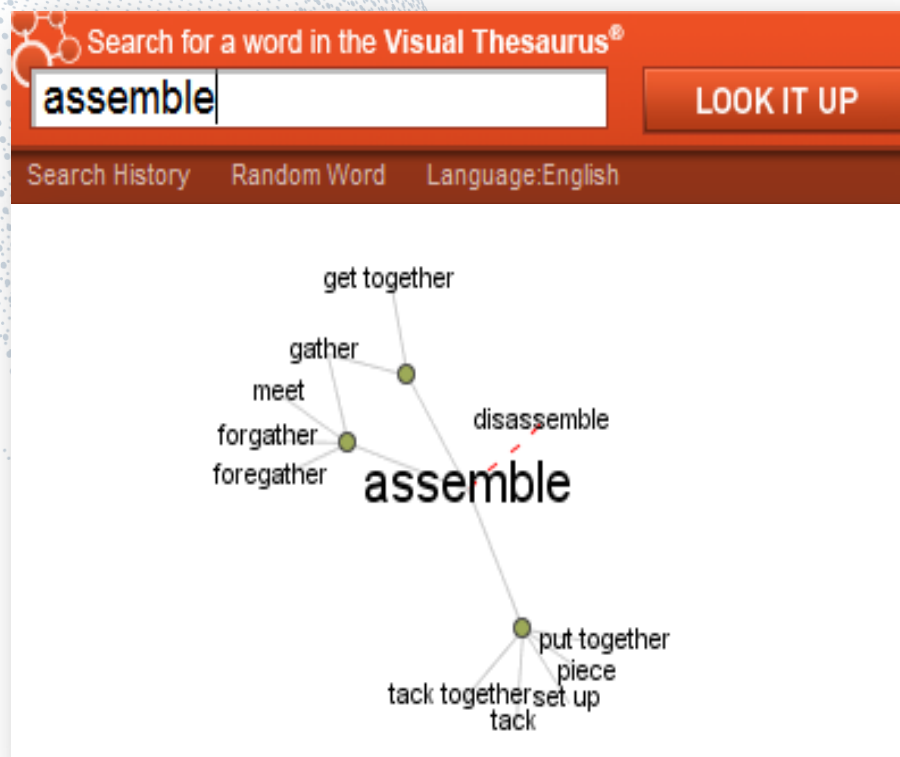 Search for a word in the Visual Thesaurus®
assemble
LOOK IT UP
Search History Random Word Language:English
get together
gather
meet
disassemble
forgather
foregather
assemble
put together
piece
tack together set up
tack